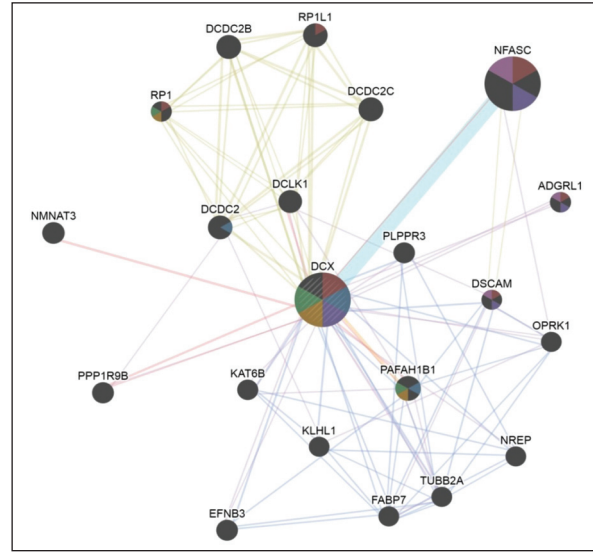 RP1L1
DCDC2B
NFASC
RP1
DCDC2C
ADGRL1
DCLK1
NMNAT3
DCDC2
PLPPR3
DCX
DSCAM
OPRK1
PAFAH1B1
PPP1R9B
KAT6B
KLHL1
NREP
TUBB2A
FABP7
EFNB3